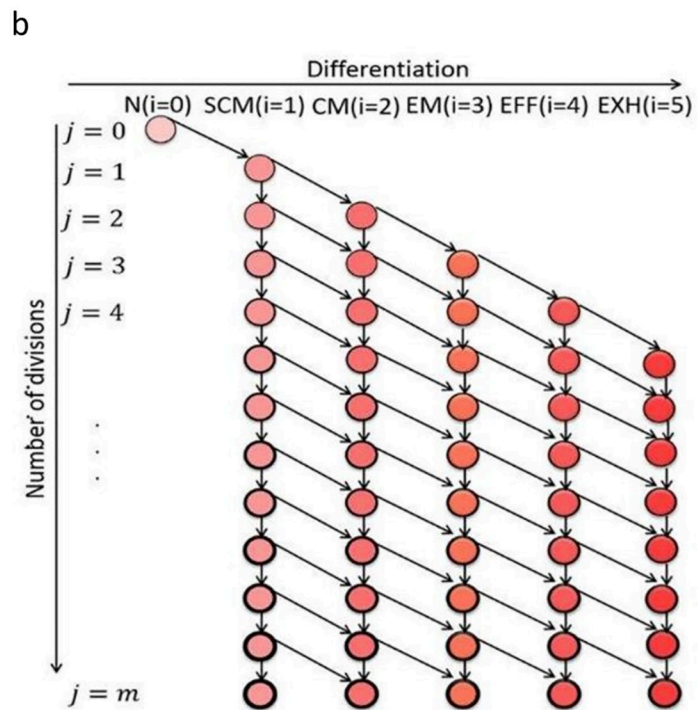 b
Differentiation
N(i=0) SCM(i=1) CM(i=2) EM(i=3) EFF(i=4) EXH(i=5)
j = 0
j = 1
j = 2
j = 3
j = 4
.
.
.
j = m
Number of divisions